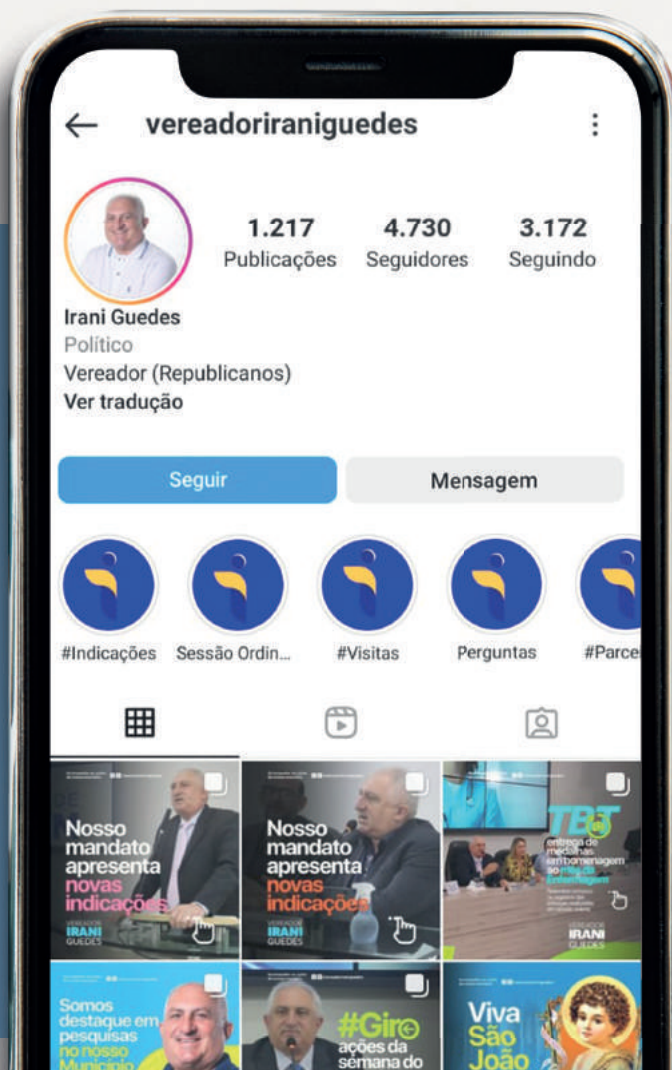 vereadoriraniguedes
1.217 4.730 3.172
Publicações Seguidores Seguindo
Irani Guedes
Político
Vereador (Republicanos)
Ver tradução
Seguir Mensagem
#Indicações Sessão Ordin... #Visitas Perguntas #Parce
Nosso
mandato
apresenta
novas
indicações
VEREADOR
IRANI
GUEDES
Nosso
mandato
apresenta
novas
indicações
VEREADOR
IRANI
GUEDES
TBT
entrega de
medalhas
em homenagem
ao mês da
Enfermagem
VEREADOR
IRANI
GUEDES
Somos
destaque em
pesquisas
no nosso
Município
#Giro
ações da
semana do
Viva
São
João